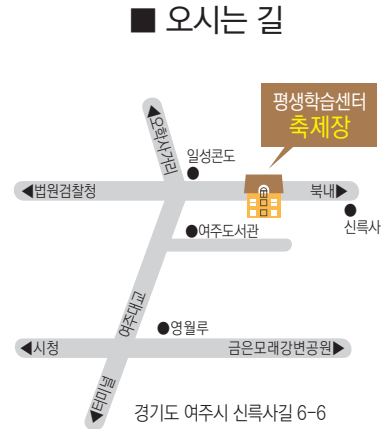 ■ 오시는 길
평생학습센터
축제장
▲오학사거리
일성콘도
◀법원검찰청
북내▶
신륵사
여주도서관
여주대교
영월루
◀시청
금은모래강변공원▶
◀터미널
경기도 여주시 신륵사길 6-6